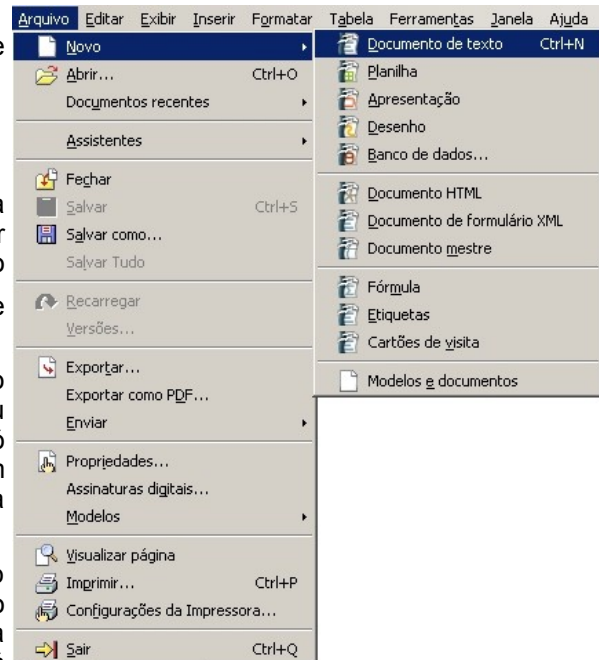 Arquivo Editar Exibir Inserir Formatar Tabela Ferramentas Janela Ajuda
Novo
Abrir... Ctrl+O
Documentos recentes
Assistentes
Fechar
Salvar Ctrl+S
Salvar como...
Salvar Tudo
Recarregar
Versões...
Exportar...
Exportar como PDF...
Enviar
Propriedades...
Assinaturas digitais...
Modelos
Visualizar página
Imprimir... Ctrl+P
Configurações da Impressora...
Sair Ctrl+Q
Documento de texto Ctrl+N
Planilha
Apresentação
Desenho
Banco de dados...
Documento HTML
Documento de formulário XML
Documento mestre
Fórmula
Etiquetas
Cartões de visita
Modelos e documentos